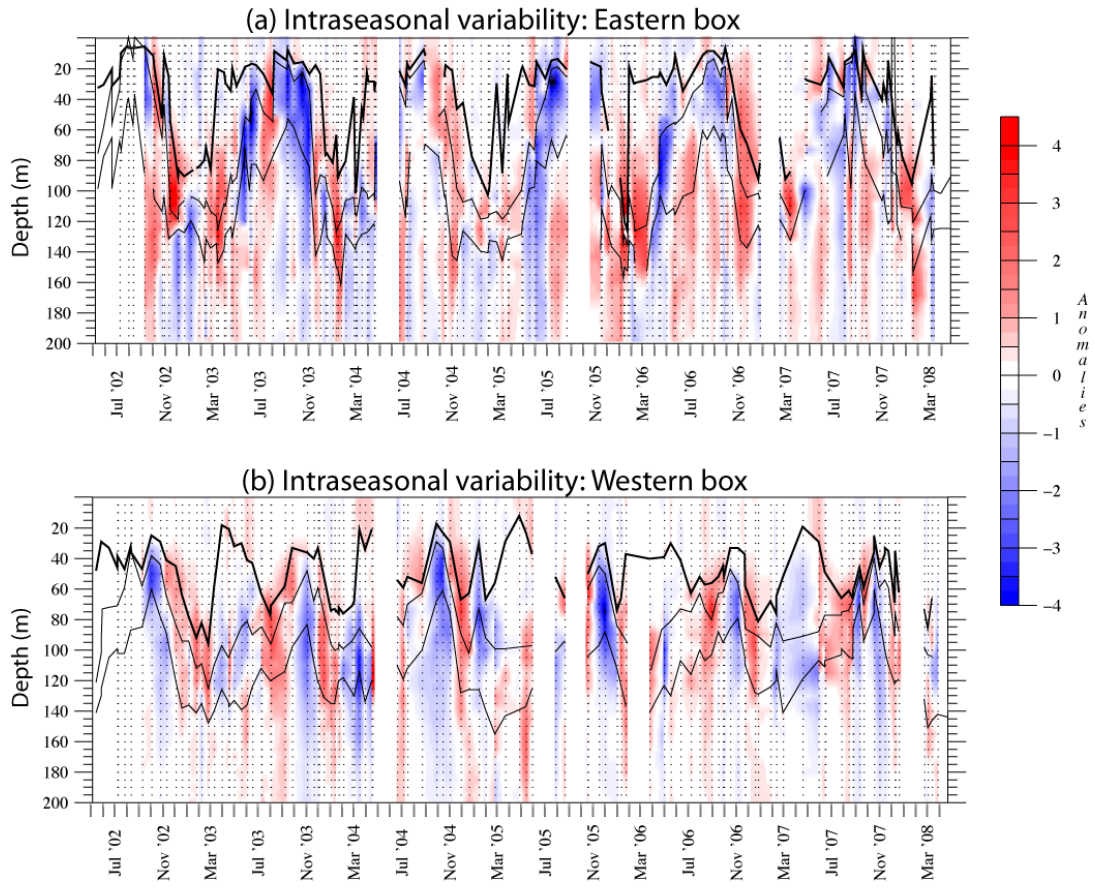 (a) Intraseasonal variability: Eastern box
20
40
60
80
100
120
140
160
180
200
Depth (m)
Jul '02
Nov '02
Mar '03
Jul '03
Nov '03
Mar '04
Jul '04
Nov '04
Mar '05
Jul '05
Nov '05
Mar '06
Jul '06
Nov '06
Mar '07
Jul '07
Nov '07
Mar '08
(b) Intraseasonal variability: Western box
20
40
60
80
100
120
140
160
180
200
Depth (m)
Jul '02
Nov '02
Mar '03
Jul '03
Nov '03
Mar '04
Jul '04
Nov '04
Mar '05
Jul '05
Nov '05
Mar '06
Jul '06
Nov '06
Mar '07
Jul '07
Nov '07
Mar '08
4
3
2
1
0
−1
−2
−3
−4
Anomalies